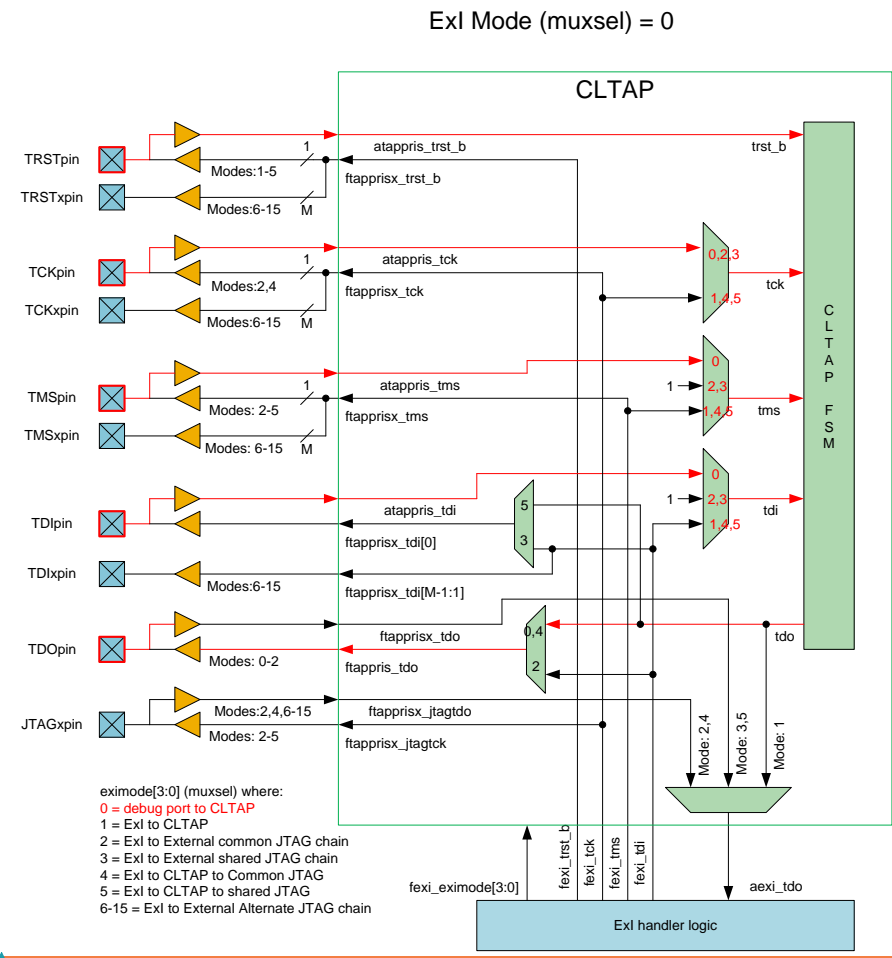 ExI Mode (muxsel) = 0
CLTAP
TRSTpin
1
atappris_trst_b
trst_b
Modes:1-5
ftapprisx_trst_b
TRSTxpin
Modes:6-15
M
TCKpin
1
atappris_tck
0,2,3
tck
Modes:2,4
ftapprisx_tck
1,4,5
TCKxpin
Modes:6-15
M
CLTAP FSM
TMSpin
1
atappris_tms
0
1
2,3
tms
Modes: 2-5
ftapprisx_tms
1,4,5
TMSxpin
Modes: 6-15
M
TDIpin
atappris_tdi
5
0
1
2,3
tdi
ftapprisx_tdi[0]
3
1,4,5
TDIxpin
Modes:6-15
ftapprisx_tdi[M-1:1]
TDOpin
ftapprisx_tdo
0,4
tdo
Modes: 0-2
ftappris_tdo
2
JTAGxpin
Modes:2,4,6-15
ftapprisx_jtagtdo
Modes: 2-5
ftapprisx_jtagtck
Mode: 2,4
Mode: 3,5
Mode: 1
eximode[3:0] (muxsel) where:
0 = debug port to CLTAP
1 = ExI to CLTAP
2 = ExI to External common JTAG chain
3 = ExI to External shared JTAG chain
4 = ExI to CLTAP to Common JTAG
5 = ExI to CLTAP to shared JTAG
6-15 = ExI to External Alternate JTAG chain
fexi_eximode[3:0]
fexi_trst_b
fexi_tck
fexi_tms
fexi_tdi
aexi_tdo
ExI handler logic